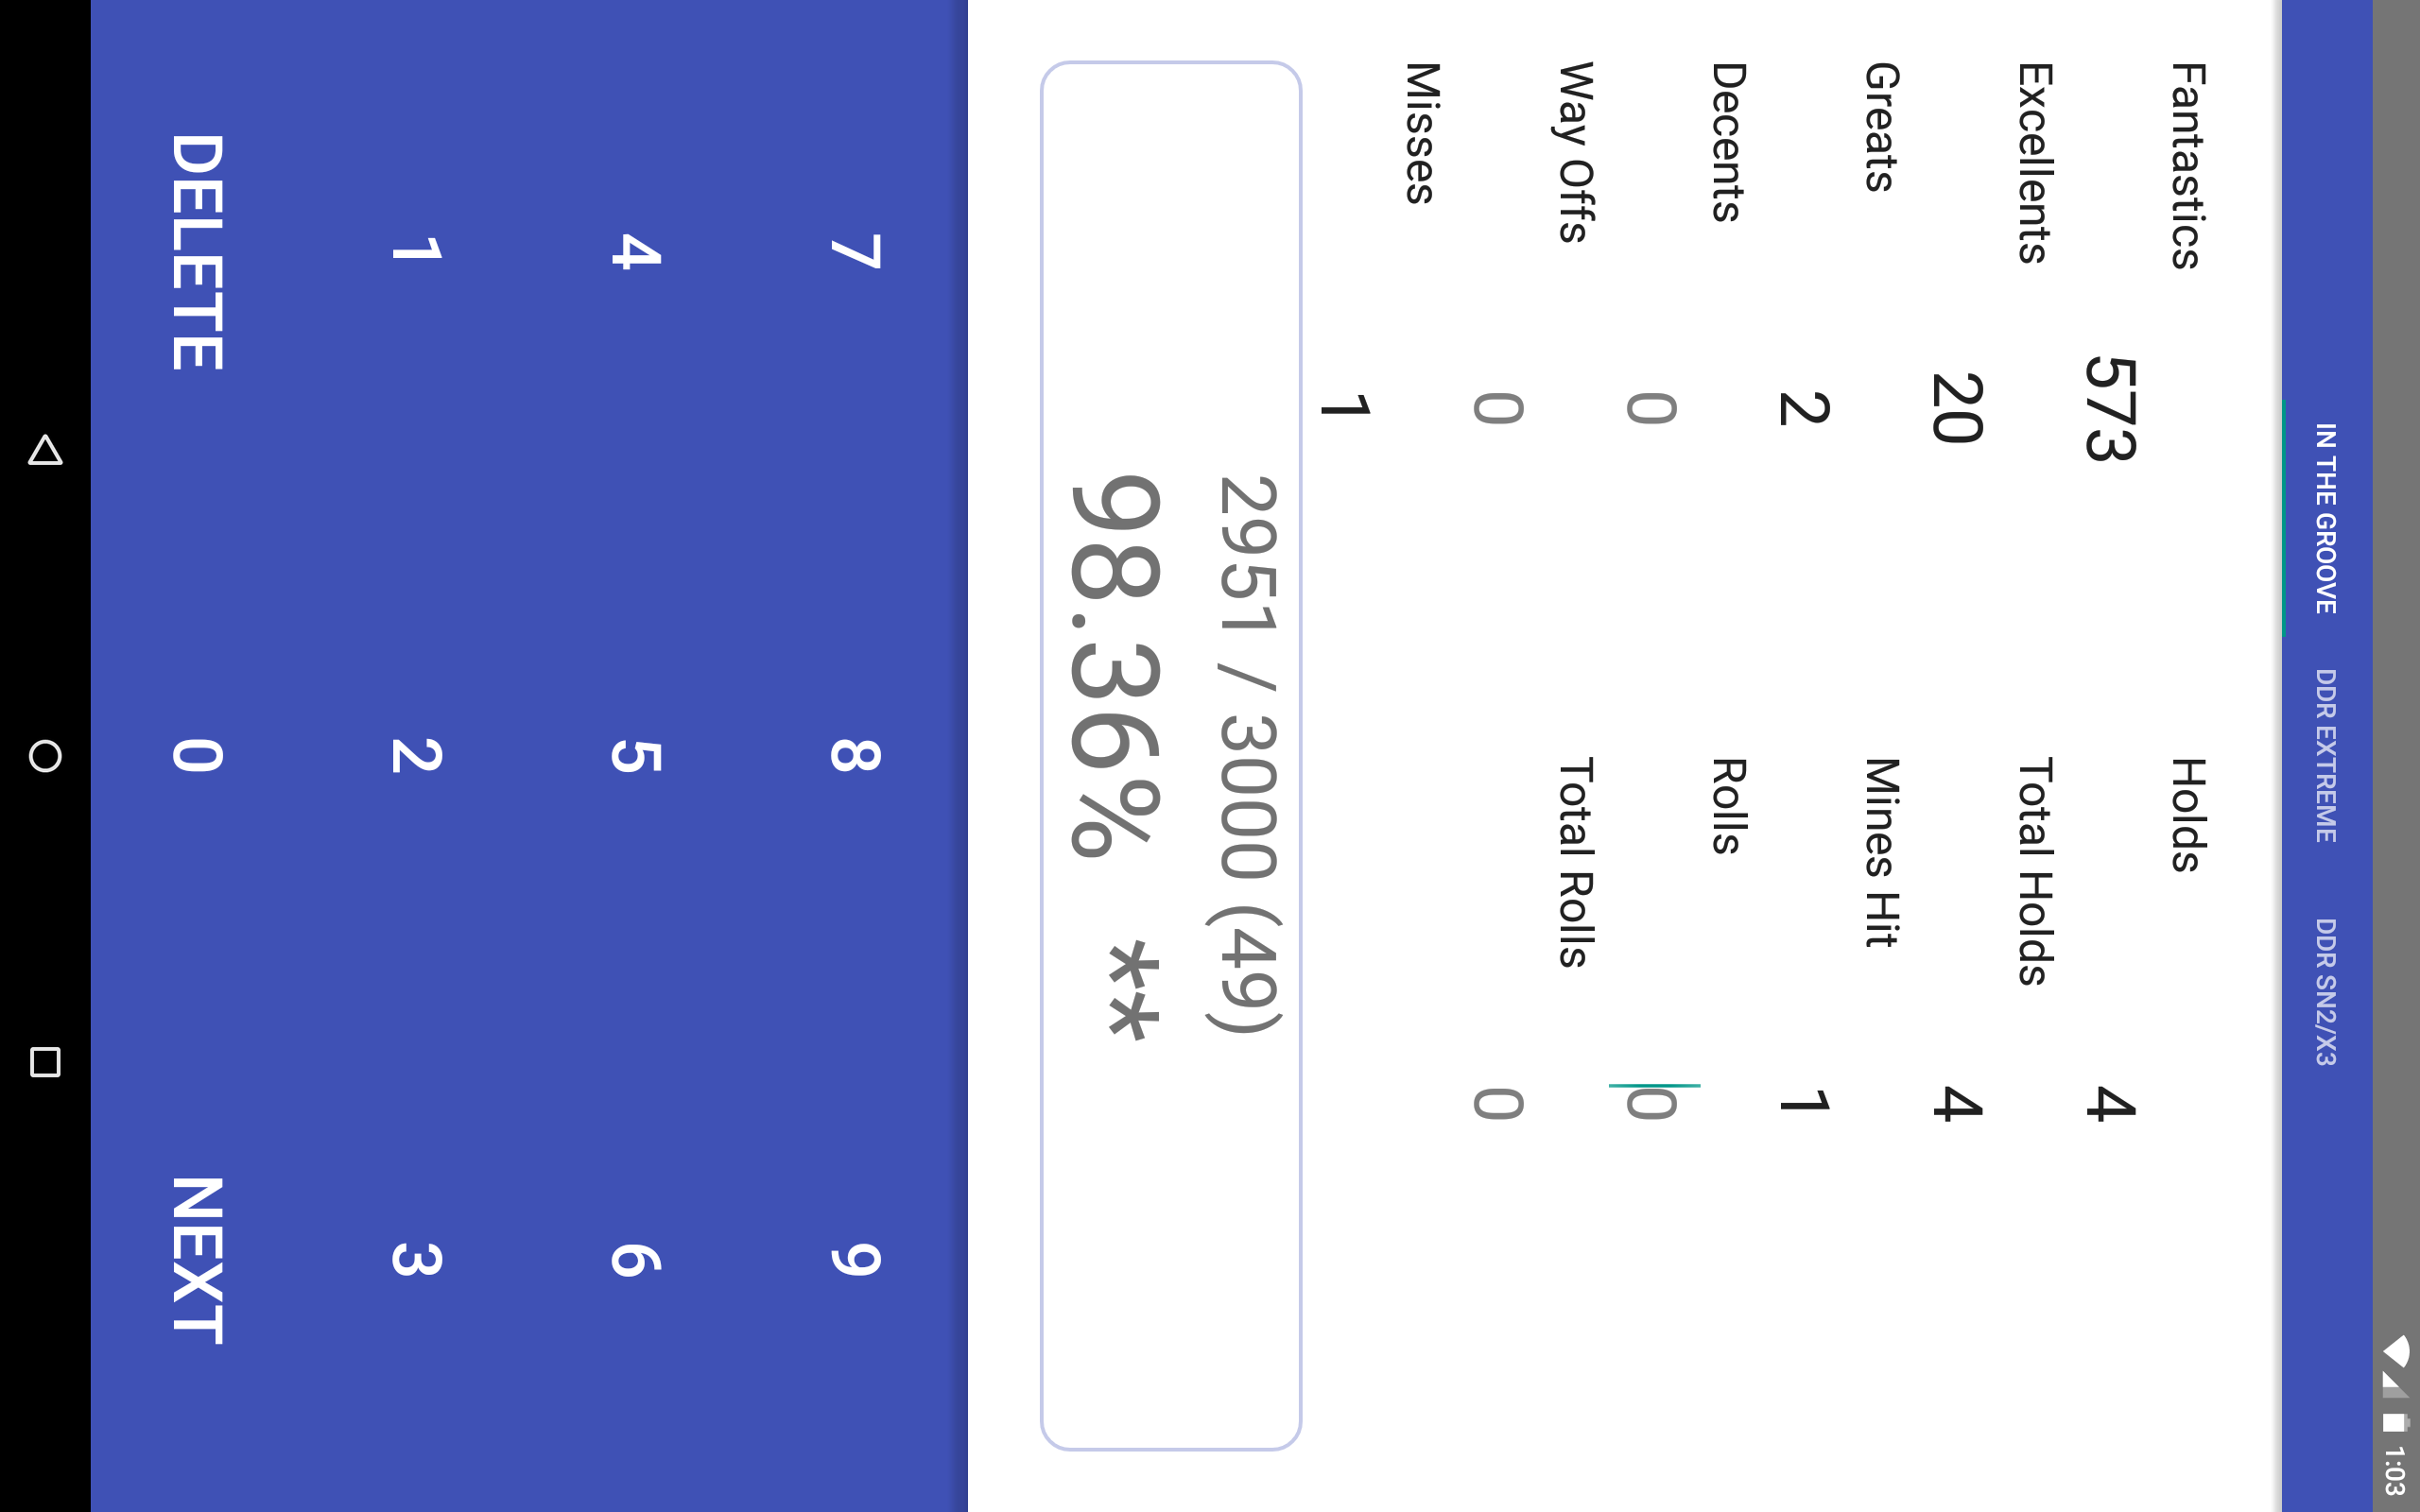 1:03
IN THE GROOVE DDR EXTREME DDR SN2/X3
Fantastics Holds
573 4
Excellents Total Holds
20 4
Greats Mines Hit
2 1
Decents Rolls
0 0
Way Offs Total Rolls
0 0
Misses
1
2951 / 3000 (49)
98.36% **
7 8 9
4 5 6
1 2 3
DELETE 0 NEXT